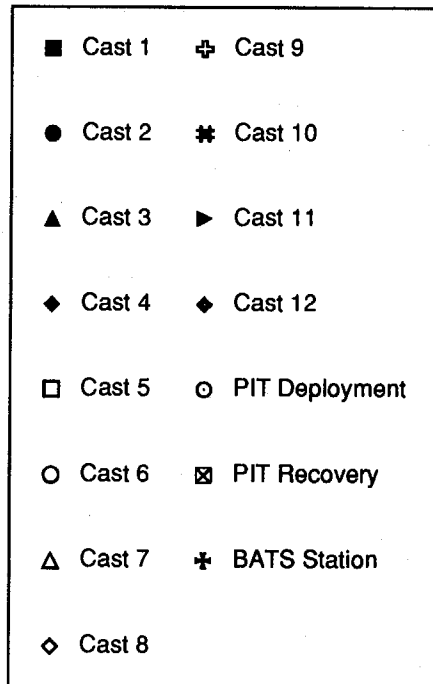 Cast 1
Cast 2
Cast 3
Cast 4
Cast 5
Cast 6
Cast 7
Cast 8
Cast 9
Cast 10
Cast 11
Cast 12
PIT Deployment
PIT Recovery
BATS Station